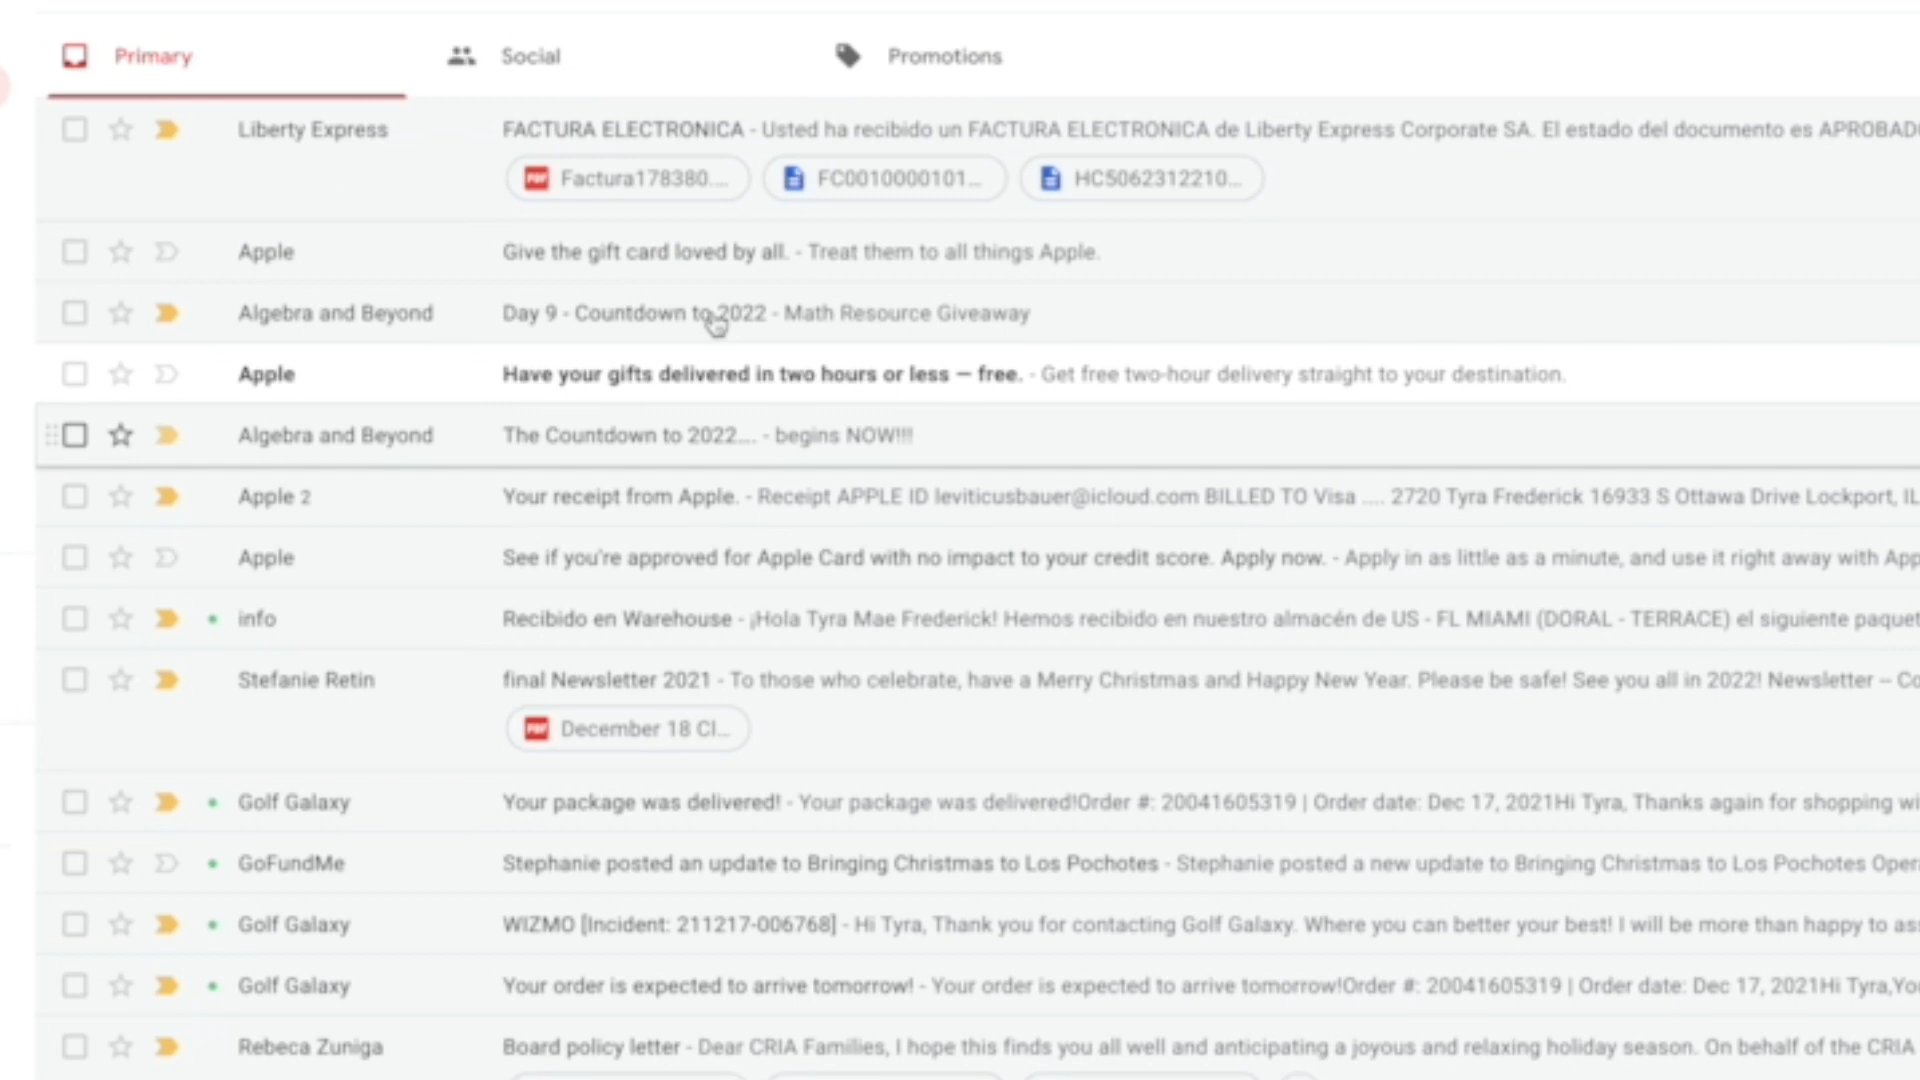 Primary Social Promotions
Liberty Express FACTURA ELECTRONICA - Usted ha recibido un FACTURA ELECTRONICA de Liberty Express Corporate SA. El estado del documento es APROBAD
PDF Factura178380.... FC0010000101... HC5062312210...
Apple Give the gift card loved by all. - Treat them to all things Apple.
Algebra and Beyond Day 9 - Countdown to 2022 - Math Resource Giveaway
Apple Have your gifts delivered in two hours or less — free. - Get free two-hour delivery straight to your destination.
Algebra and Beyond The Countdown to 2022.... - begins NOW!!!
Apple 2 Your receipt from Apple. - Receipt APPLE ID leviticusbauer@icloud.com BILLED TO Visa .... 2720 Tyra Frederick 16933 S Ottawa Drive Lockport, IL
Apple See if you're approved for Apple Card with no impact to your credit score. Apply now. - Apply in as little as a minute, and use it right away with App
info Recibido en Warehouse - ¡Hola Tyra Mae Frederick! Hemos recibido en nuestro almacén de US - FL MIAMI (DORAL - TERRACE) el siguiente paquet
Stefanie Retin final Newsletter 2021 - To those who celebrate, have a Merry Christmas and Happy New Year. Please be safe! See you all in 2022! Newsletter – Co
PDF December 18 Cl...
Golf Galaxy Your package was delivered! - Your package was delivered!Order #: 20041605319 | Order date: Dec 17, 2021Hi Tyra, Thanks again for shopping wi
GoFundMe Stephanie posted an update to Bringing Christmas to Los Pochotes - Stephanie posted a new update to Bringing Christmas to Los Pochotes Oper
Golf Galaxy WIZMO [Incident: 211217-006768] - Hi Tyra, Thank you for contacting Golf Galaxy. Where you can better your best! I will be more than happy to as
Golf Galaxy Your order is expected to arrive tomorrow! - Your order is expected to arrive tomorrow!Order #: 20041605319 | Order date: Dec 17, 2021Hi Tyra,Yo
Rebeca Zuniga Board policy letter - Dear CRIA Families, I hope this finds you all well and anticipating a joyous and relaxing holiday season. On behalf of the CRIA